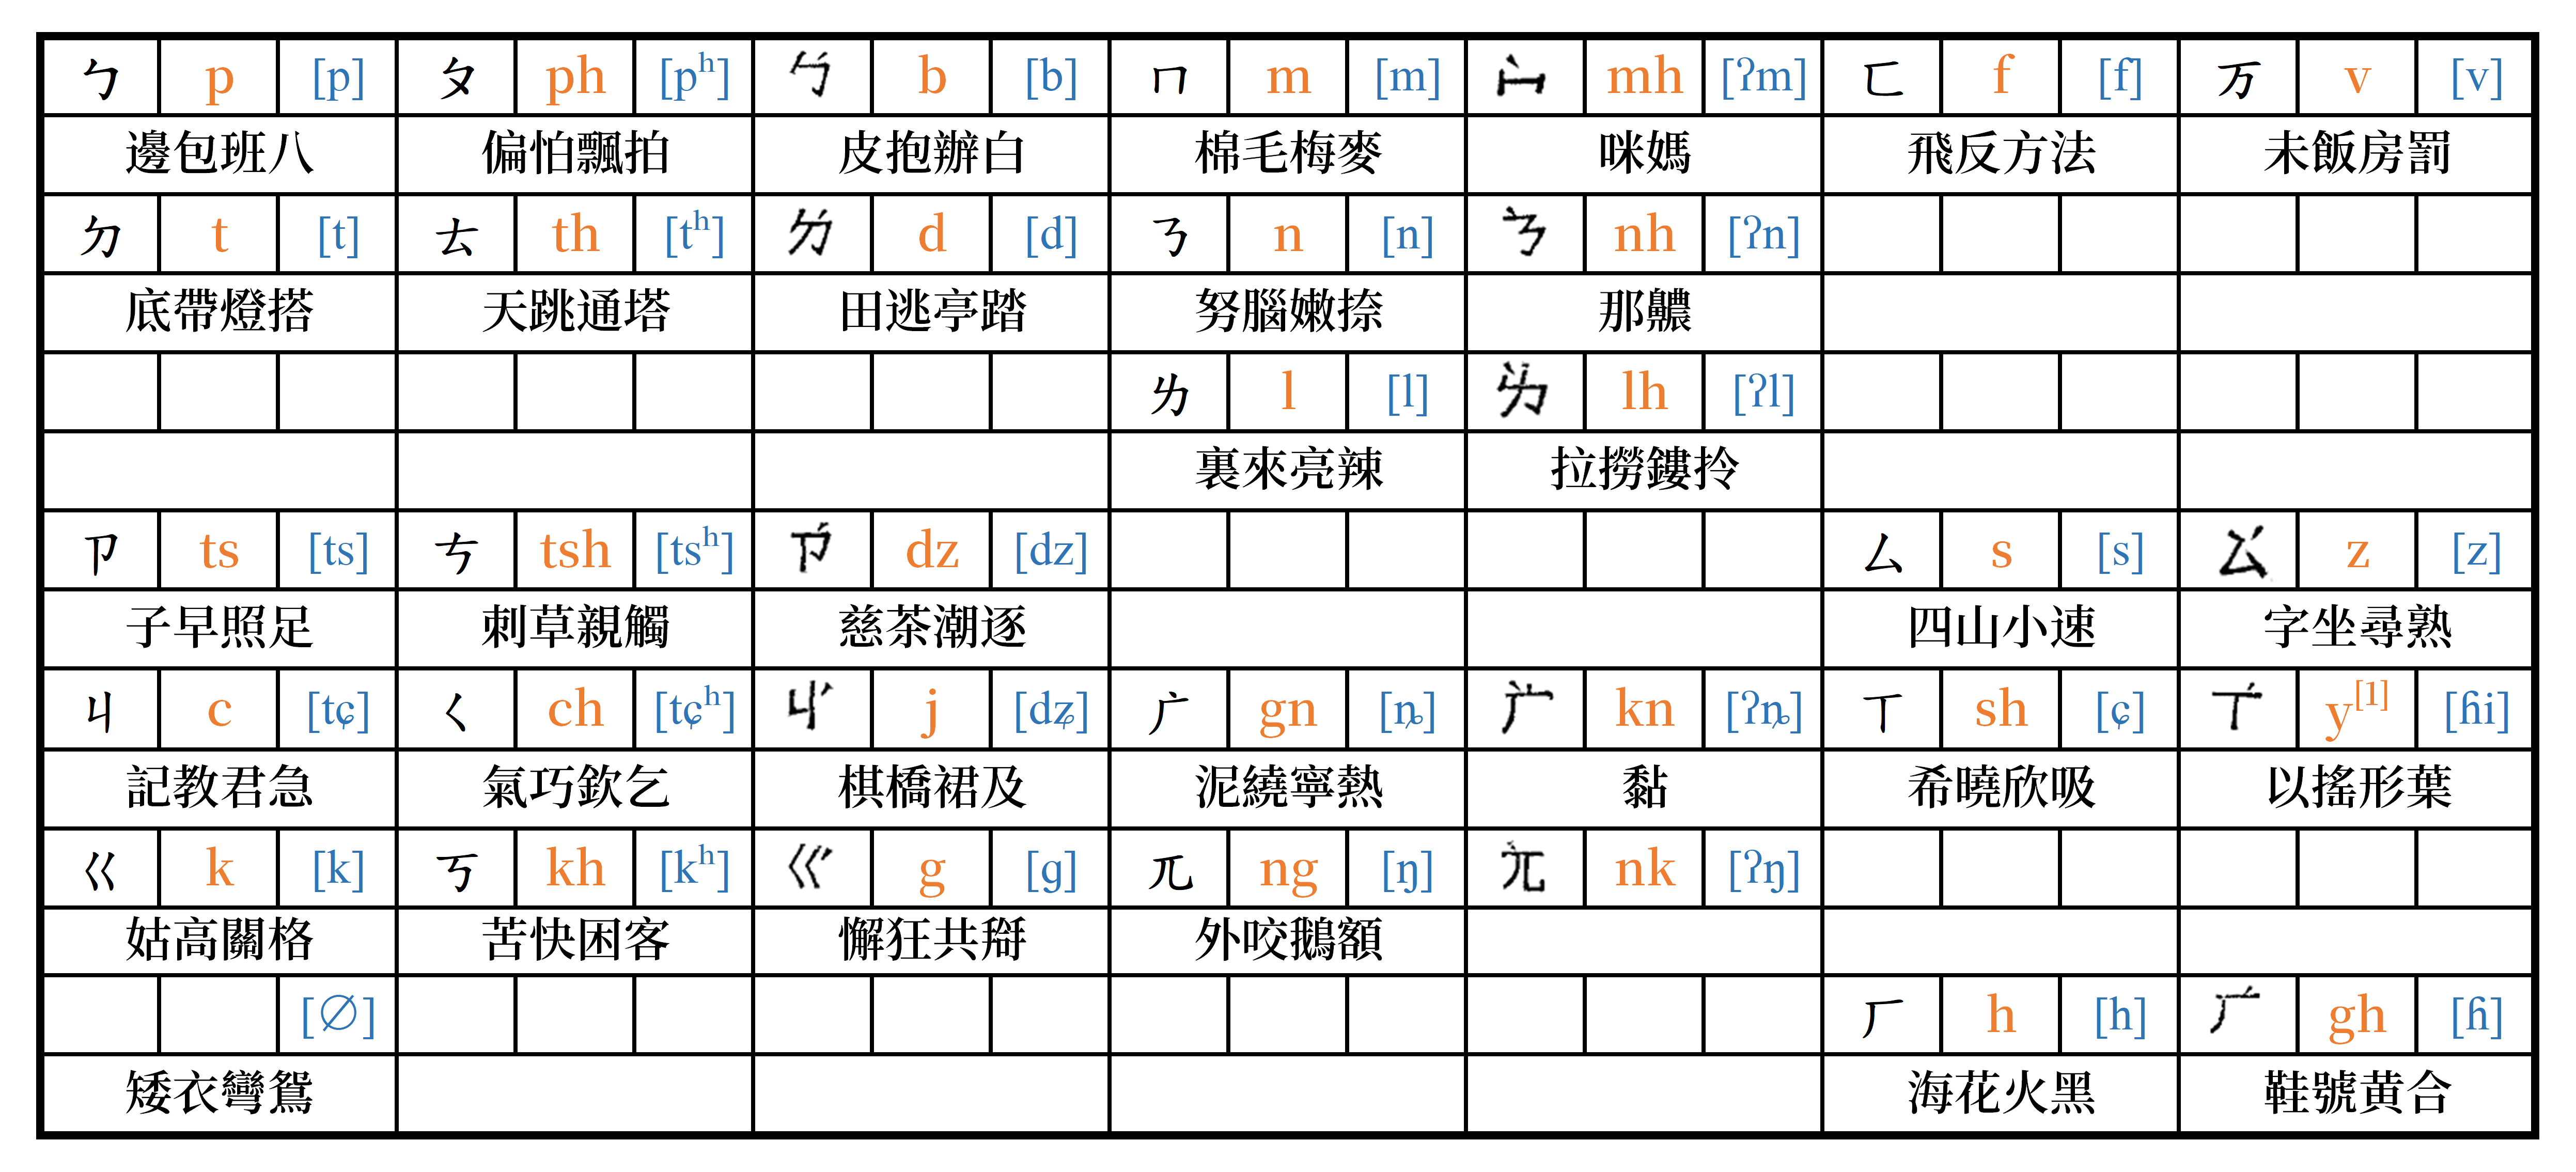 ㄅ p [p] ㄆ ph [pʰ] b [b] ㄇ m [m] mh [ʔm] ㄈ f [f] ㄪ v [v]
邊包班八 偏怕飄拍 皮抱辦白 棉毛梅麥 咪媽 飛反方法 未飯房罰
ㄉ t [t] ㄊ th [tʰ] d [d] ㄋ n [n] nh [ʔn]
底帶燈搭 天跳通塔 田逃亭踏 努腦嫩捺 那齈
ㄌ l [l] lh [ʔl]
裏來亮辣 拉撈鏤拎
ㄗ ts [ts] ㄘ tsh [tsʰ] dz [dz] ㄙ s [s] z [z]
子早照足 刺草親觸 慈茶潮逐 四山小速 字坐尋熟
ㄐ c [tɕ] ㄑ ch [tɕʰ] j [dʑ] ㄬ gn [ȵ] kn [ʔȵ] ㄒ sh [ɕ] y[1] [ɦi]
記教君急 氣巧欽乞 棋橋裙及 泥繞寧熱 黏 希曉欣吸 以搖形葉
ㄍ k [k] ㄎ kh [kʰ] g [ɡ] ㄫ ng [ŋ] nk [ʔŋ]
姑高關格 苦快困客 懈狂共搿 外咬鵝額
[∅] ㄏ h [h] gh [ɦ]
矮衣彎鴛 海花火黑 鞋號黄合